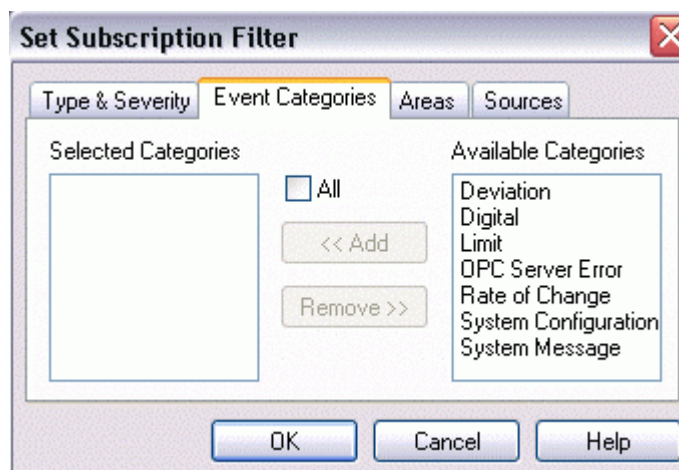 Set Subscription Filter
Type & Severity Event Categories Areas Sources
Selected Categories
All
<< Add
Remove >>
Available Categories
Deviation
Digital
Limit
OPC Server Error
Rate of Change
System Configuration
System Message
OK Cancel Help